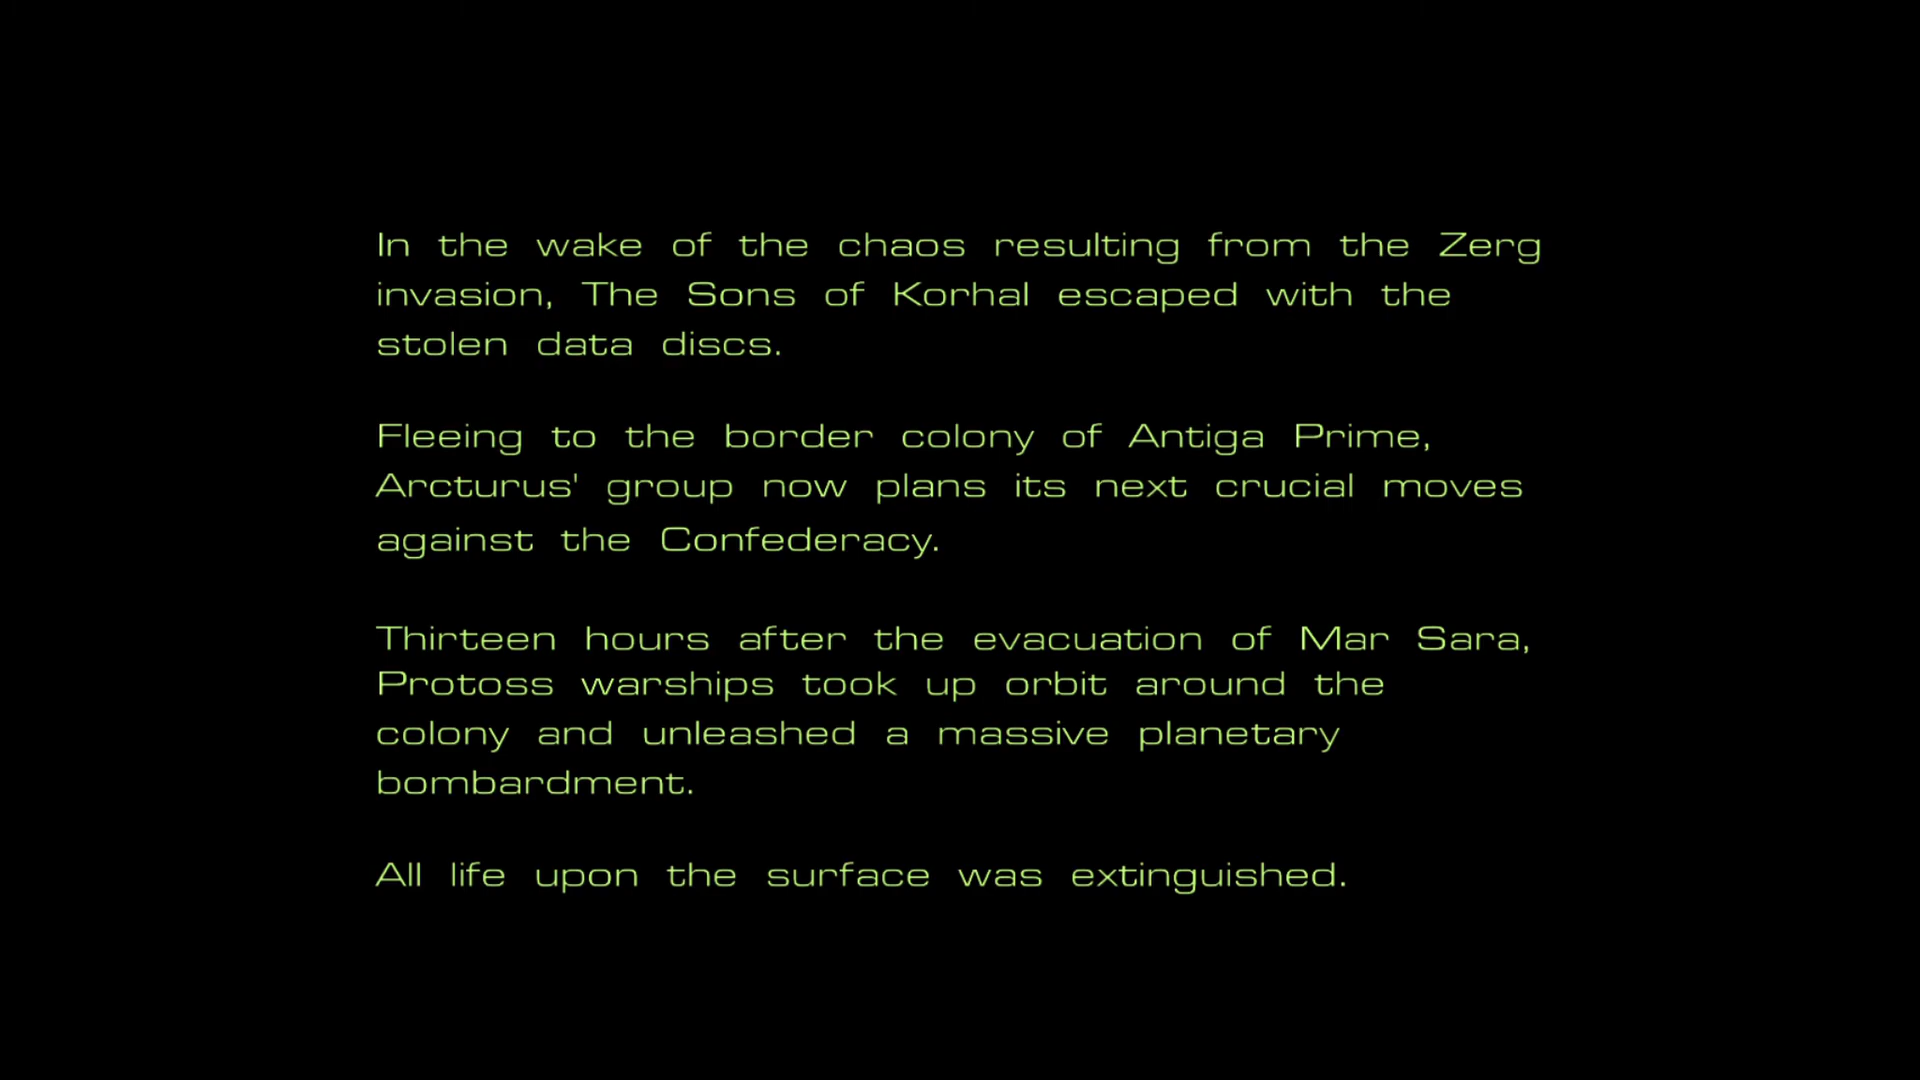 In the wake of the chaos resulting from the Zerg
invasion, The Sons of Korhal escaped with the
stolen data discs.
Fleeing to the border colony of Antiga Prime,
Arcturus' group now plans its next crucial moves
against the Confederacy.
Thirteen hours after the evacuation of Mar Sara,
Protoss warships took up orbit around the
colony and unleashed a massive planetary
bombardment.
All life upon the surface was extinguished.